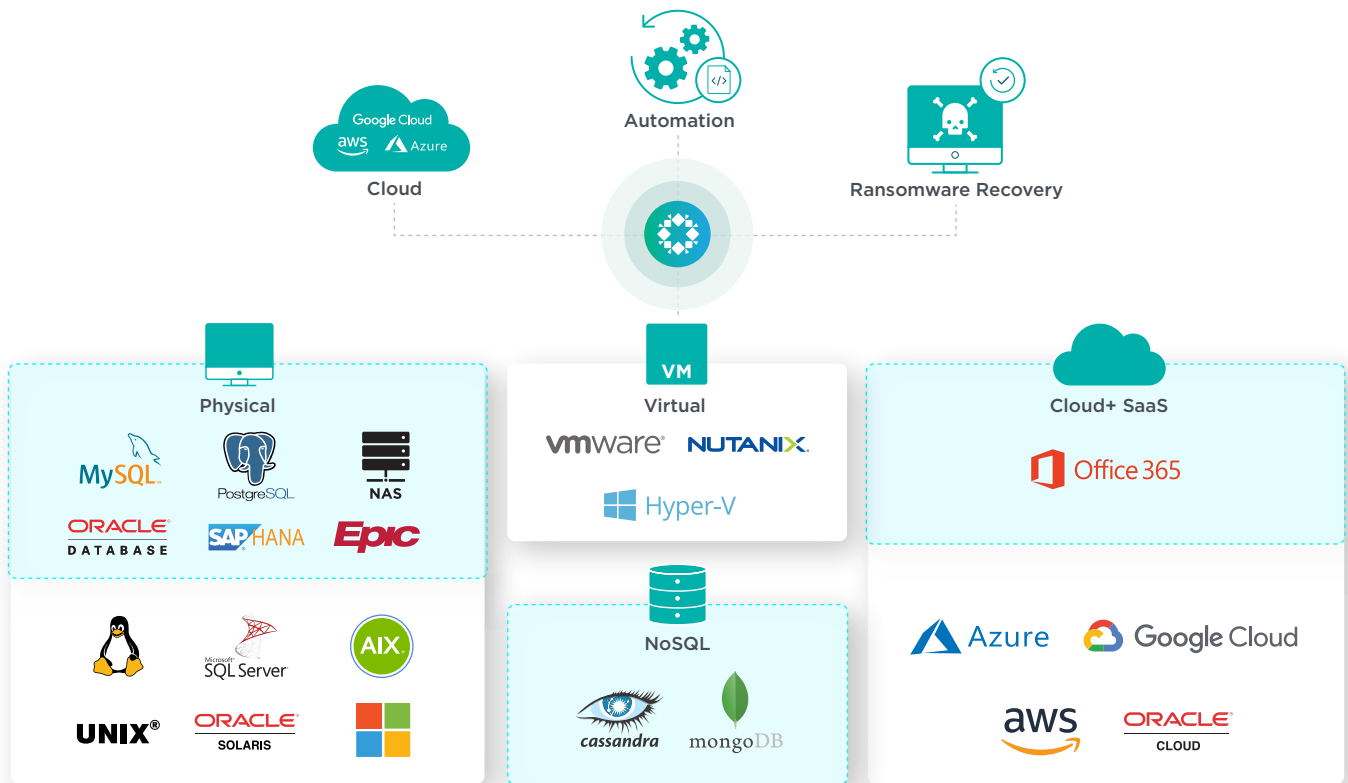 Automation
</>
Google Cloud
aws Azure
Cloud
Ransomware Recovery
Physical
MySQL™
PostgreSQL
NAS
ORACLE®
DATABASE
SAP® HANA
Epic
Microsoft®
SQL Server®
AIX®
UNIX®
ORACLE®
SOLARIS
VM
Virtual
vmware®
NUTANIX®
Hyper-V
NoSQL
cassandra
mongoDB
Cloud+ SaaS
Office 365
Azure
Google Cloud
aws
ORACLE®
CLOUD